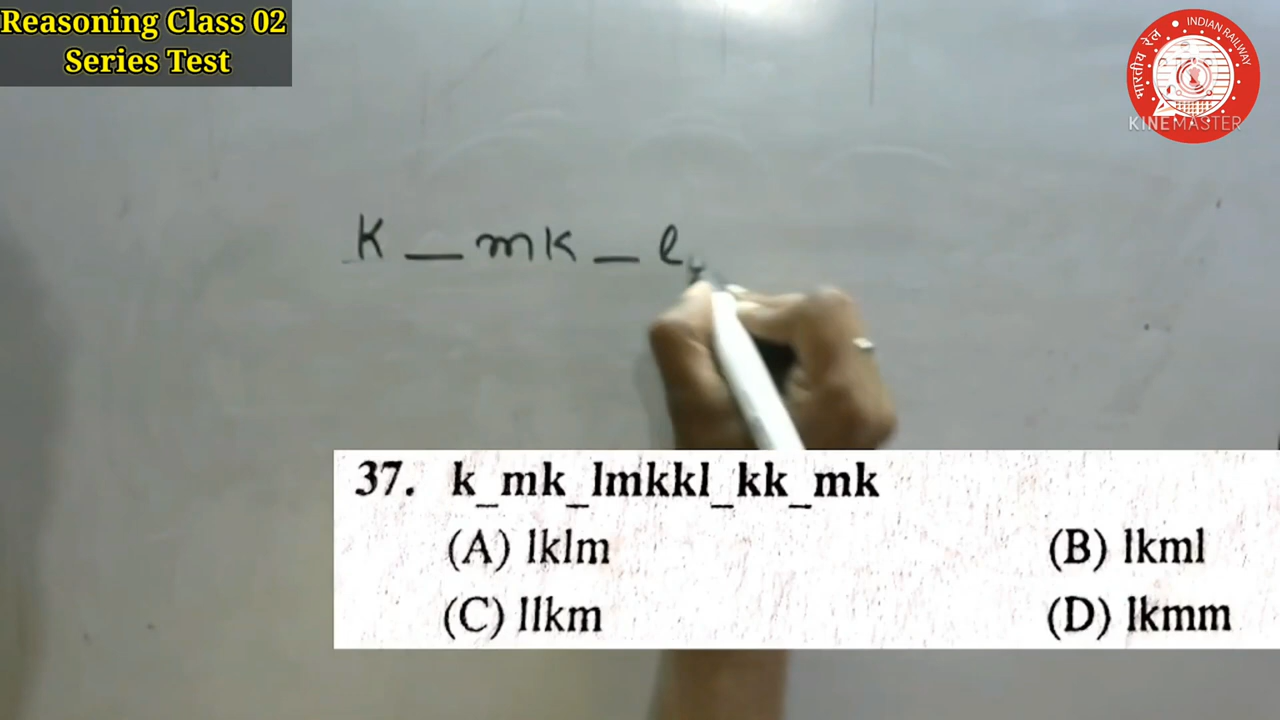 Reasoning Class 02
Series Test
भारतीय रेल
INDIAN RAILWAY
KINEMASTER
K _ mk _ l
37. k_mk_lmkkl_kk_mk
(A) lklm
(B) lkml
(C) llkm
(D) lkmm